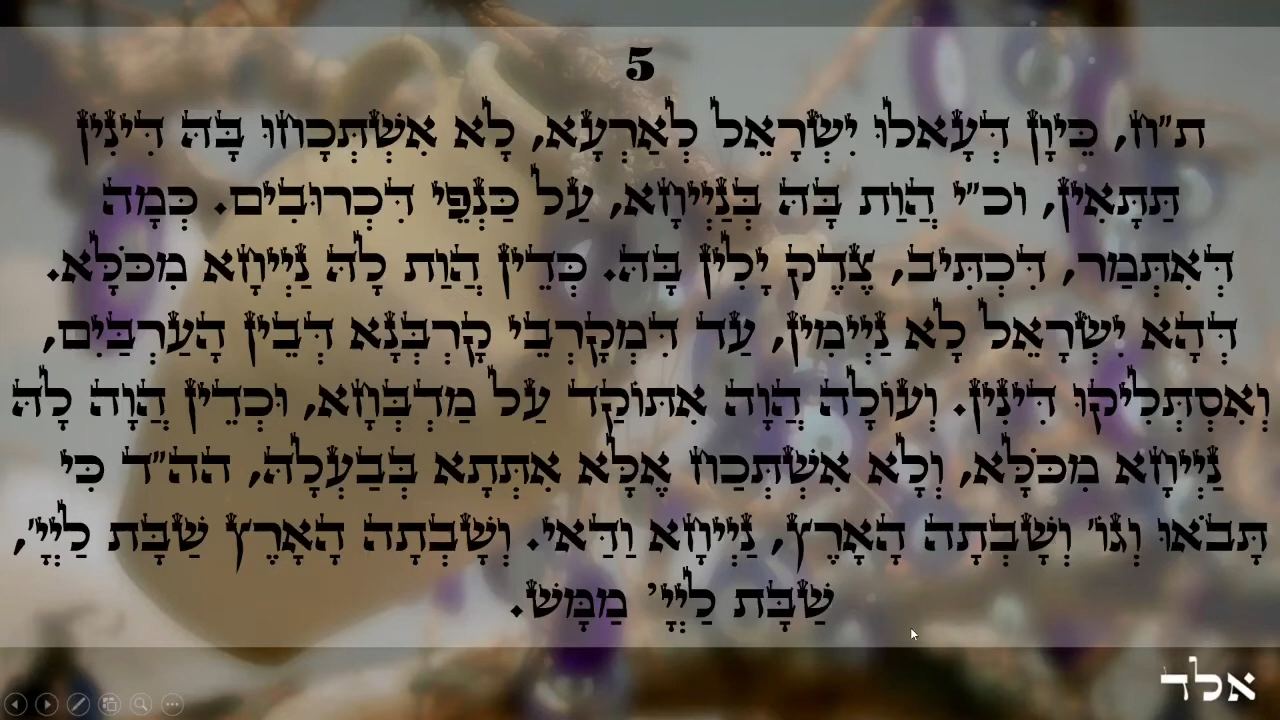 5
ת"ח, כֵּיוָן דְּעָאלוּ יִשְׂרָאֵל לְאַרְעָא, לָא אִשְׁתְּכָחוּ בָּהּ דִּינִין
תַּתָּאִין, וכ"י הֲוַת בָּהּ בְּנַיְיחָא, עַל כַּנְפֵּי דִּכְרוּבִים. כְּמָה
דְּאִתְּמַר, דִּכְתִּיב, צֶדֶק יָלִין בָּהּ. כְּדֵין הֲוַת לָהּ נַיְיחָא מִכֹּלָּא.
דְּהָא יִשְׂרָאֵל לָא נַיְימִין, עַד דִּמְקָרְבֵי קָרְבְּנָא דְּבֵין הָעַרְבַּיִם,
וְאִסְתְּלִיקוּ דִּינִין. וְעוֹלָה הֲוָה אִתּוֹקַד עַל מַדְבְּחָא, וּכְדֵין הֲוָה לָהּ
נַיְיחָא מִכֹּלָּא, וְלָא אִשְׁתְּכַח אֶלָּא אִתְּתָא בְּבַעְלָהּ, הה"ד כִּי
תָּבֹאוּ וְגוֹ' וְשָׁבְתָה הָאָרֶץ, נַיְיחָא וַדַּאי. וְשָׁבְתָה הָאָרֶץ שַׁבָּת לַיְיָ',
שַׁבָּת לַיְיָ' מַמָּשׁ.
אלד